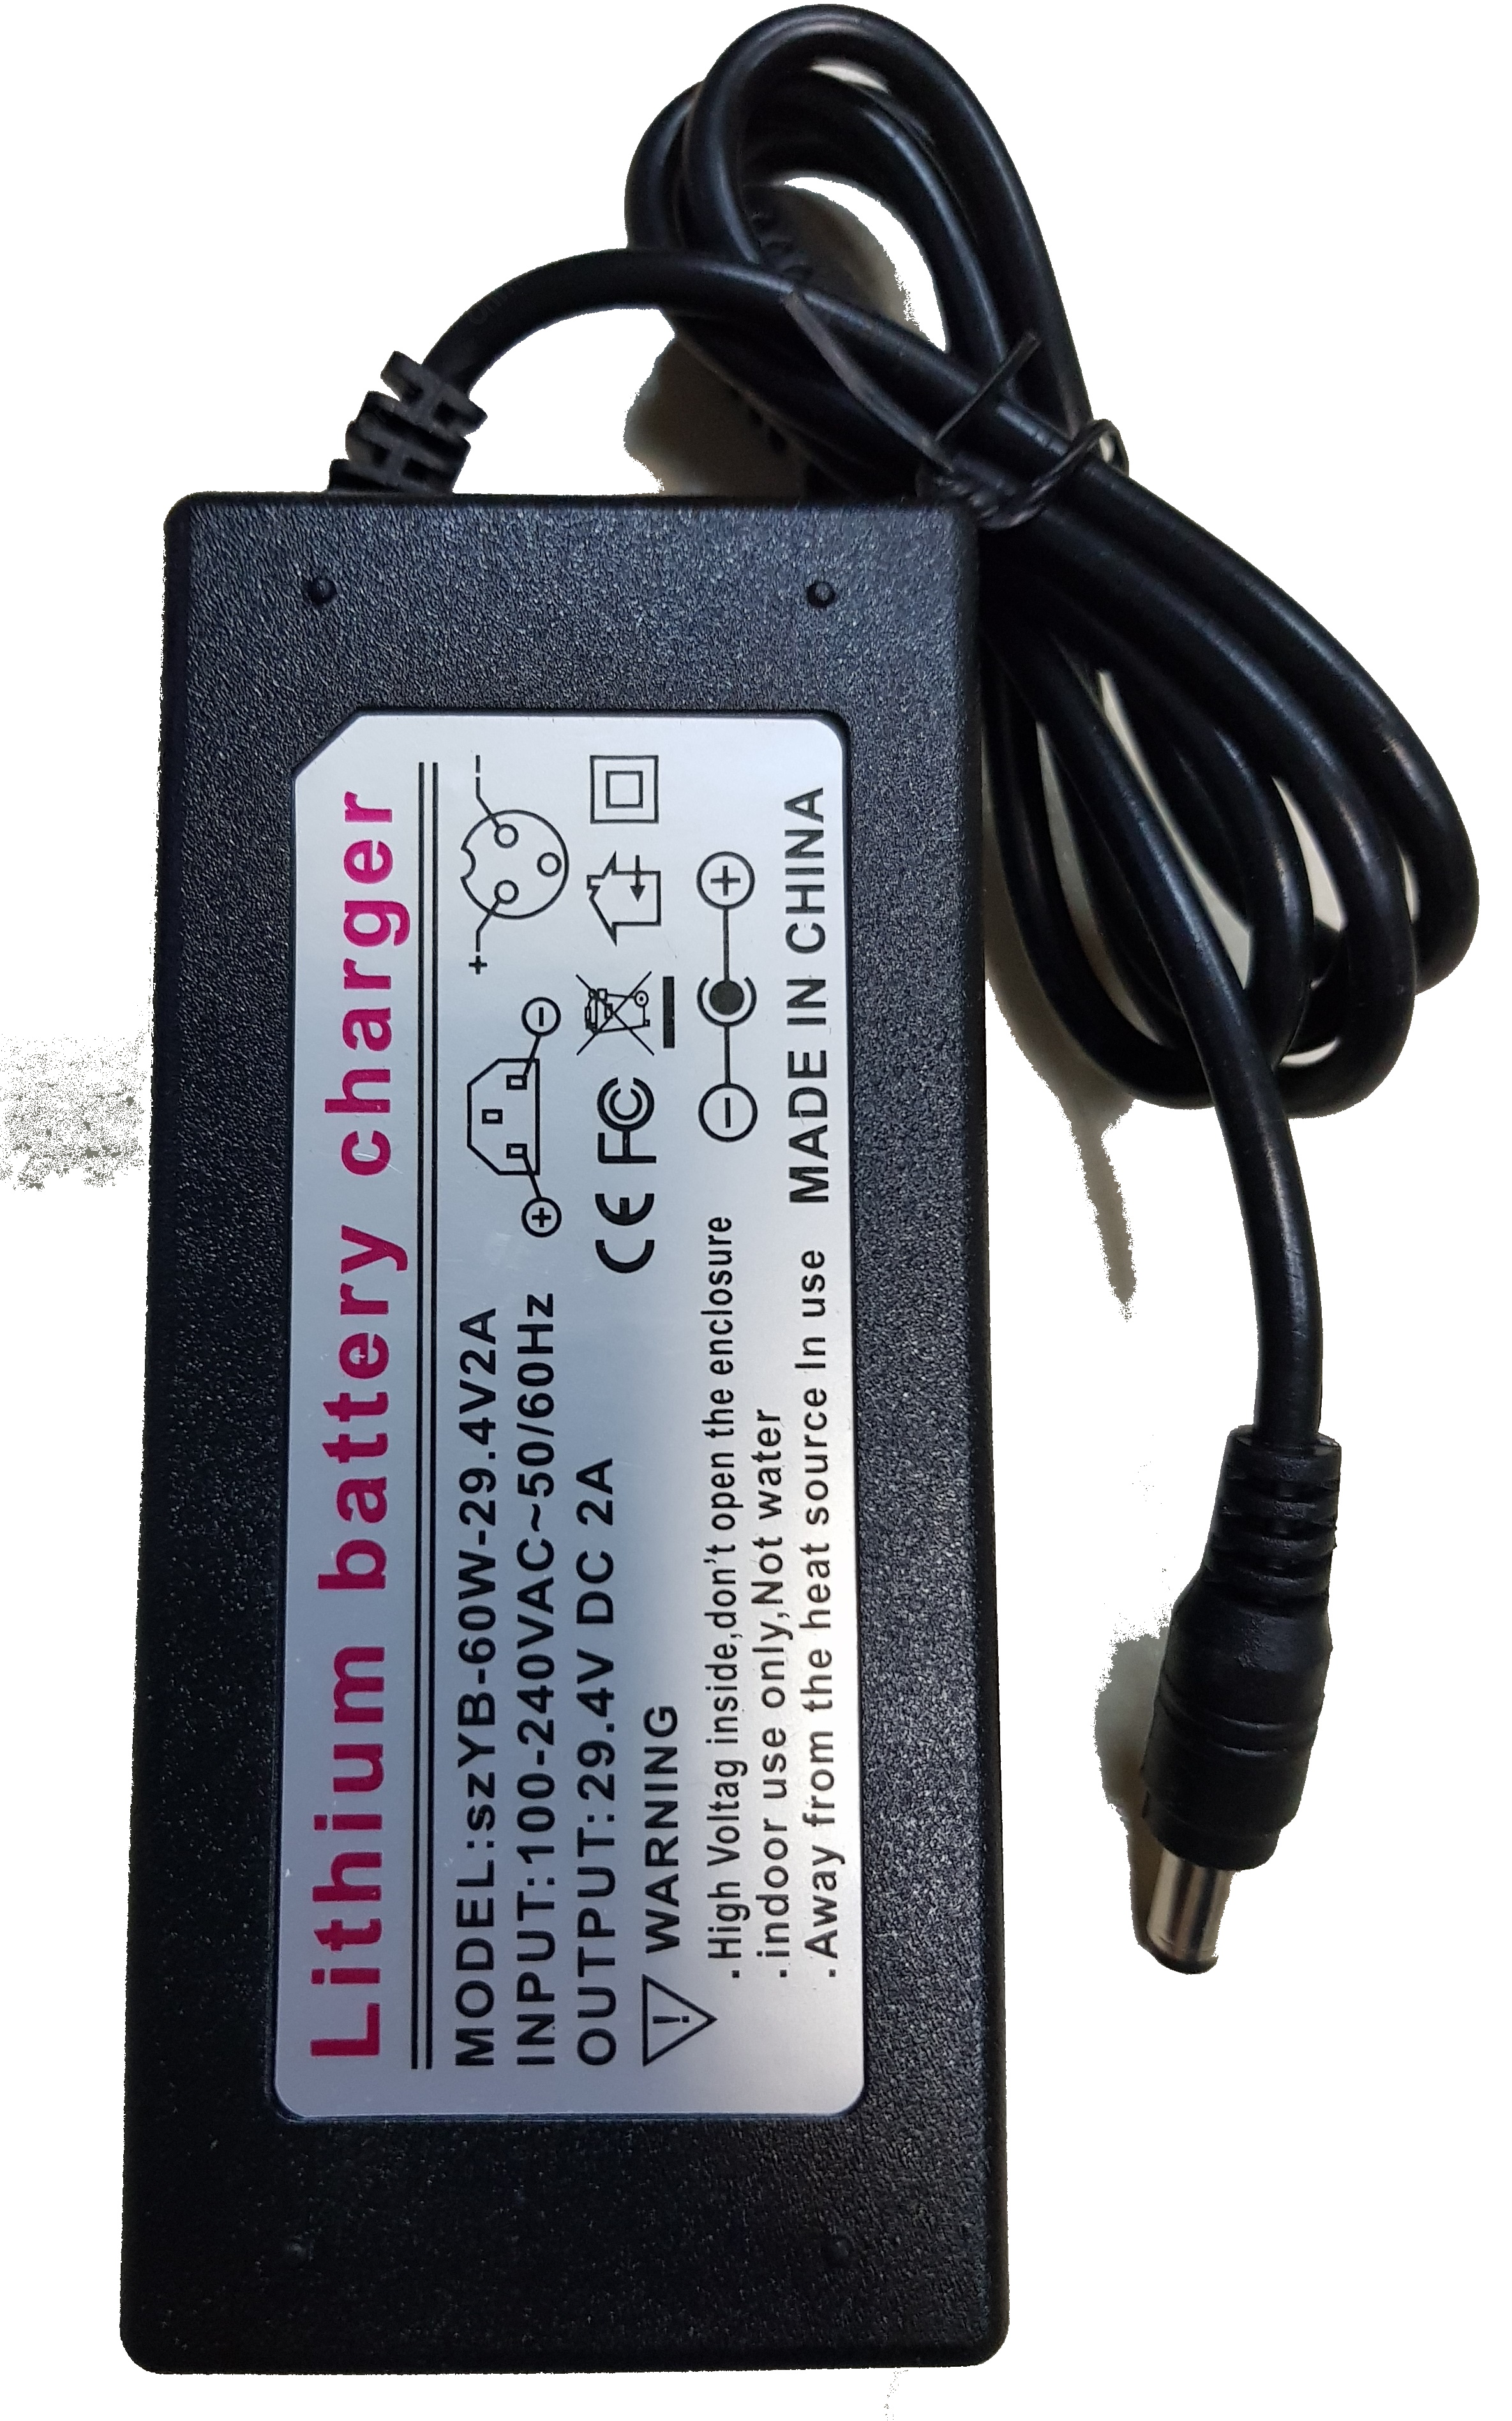 Lithium battery charger
MODEL:szYB-60W-29.4V2A
INPUT:100-240VAC~50/60Hz
OUTPUT:29.4V DC 2A
WARNING
.High Voltag inside,don't open the enclosure
.indoor use only,Not water
.Away from the heat source In use
MADE IN CHINA
+ -
+ -
CE FC
- +